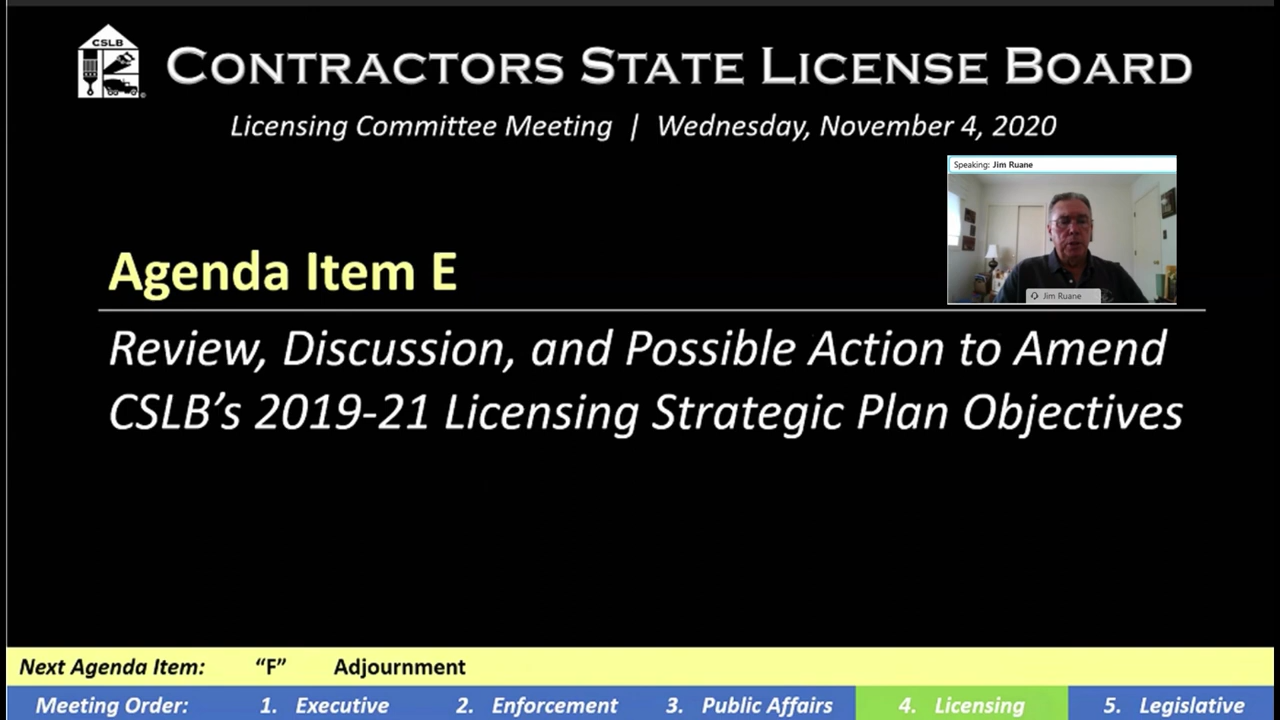 CSLB
CONTRACTORS STATE LICENSE BOARD
Licensing Committee Meeting | Wednesday, November 4, 2020
Speaking: Jim Ruane
Jim Ruane
Agenda Item E
Review, Discussion, and Possible Action to Amend
CSLB's 2019-21 Licensing Strategic Plan Objectives
Next Agenda Item: "F" Adjournment
Meeting Order: 1. Executive 2. Enforcement 3. Public Affairs 4. Licensing 5. Legislative